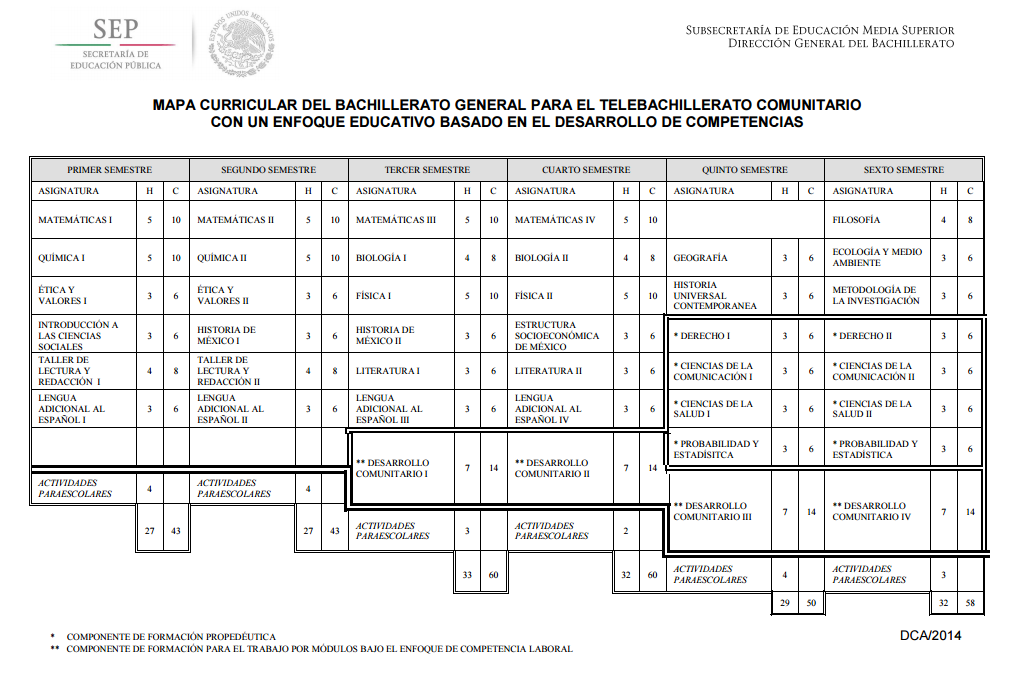 SEP
SECRETARÍA DE
EDUCACIÓN PÚBLICA
ESTADOS UNIDOS MEXICANOS
SUBSECRETARÍA DE EDUCACIÓN MEDIA SUPERIOR
DIRECCIÓN GENERAL DEL BACHILLERATO
MAPA CURRICULAR DEL BACHILLERATO GENERAL PARA EL TELEBACHILLERATO COMUNITARIO
CON UN ENFOQUE EDUCATIVO BASADO EN EL DESARROLLO DE COMPETENCIAS
PRIMER SEMESTRE SEGUNDO SEMESTRE TERCER SEMESTRE CUARTO SEMESTRE QUINTO SEMESTRE SEXTO SEMESTRE
ASIGNATURA H C ASIGNATURA H C ASIGNATURA H C ASIGNATURA H C ASIGNATURA H C ASIGNATURA H C
MATEMÁTICAS I 5 10 MATEMÁTICAS II 5 10 MATEMÁTICAS III 5 10 MATEMÁTICAS IV 5 10 FILOSOFÍA 4 8
QUÍMICA I 5 10 QUÍMICA II 5 10 BIOLOGÍA I 4 8 BIOLOGÍA II 4 8 GEOGRAFÍA 3 6 ECOLOGÍA Y MEDIO
AMBIENTE 3 6
ÉTICA Y
VALORES I 3 6 ÉTICA Y
VALORES II 3 6 FÍSICA I 5 10 FÍSICA II 5 10 HISTORIA
UNIVERSAL
CONTEMPORANEA 3 6 METODOLOGÍA DE
LA INVESTIGACIÓN 3 6
INTRODUCCIÓN A
LAS CIENCIAS
SOCIALES 3 6 HISTORIA DE
MÉXICO I 3 6 HISTORIA DE
MÉXICO II 3 6 ESTRUCTURA
SOCIOECONÓMICA
DE MÉXICO 3 6 * DERECHO I 3 6 * DERECHO II 3 6
TALLER DE
LECTURA Y
REDACCIÓN I 4 8 TALLER DE
LECTURA Y
REDACCIÓN II 4 8 LITERATURA I 3 6 LITERATURA II 3 6 * CIENCIAS DE LA
COMUNICACIÓN I 3 6 * CIENCIAS DE LA
COMUNICACIÓN II 3 6
LENGUA
ADICIONAL AL
ESPAÑOL I 3 6 LENGUA
ADICIONAL AL
ESPAÑOL II 3 6 LENGUA
ADICIONAL AL
ESPAÑOL III 3 6 LENGUA
ADICIONAL AL
ESPAÑOL IV 3 6 * CIENCIAS DE LA
SALUD I 3 6 * CIENCIAS DE LA
SALUD II 3 6
* PROBABILIDAD Y
ESTADÍSITCA 3 6 * PROBABILIDAD Y
ESTADÍSTICA 3 6
** DESARROLLO
COMUNITARIO I 7 14 ** DESARROLLO
COMUNITARIO II 7 14
ACTIVIDADES
PARAESCOLARES 4 ACTIVIDADES
PARAESCOLARES 4
** DESARROLLO
COMUNITARIO III 7 14 ** DESARROLLO
COMUNITARIO IV 7 14
27 43 27 43 ACTIVIDADES
PARAESCOLARES 3 ACTIVIDADES
PARAESCOLARES 2
33 60 32 60 ACTIVIDADES
PARAESCOLARES 4 ACTIVIDADES
PARAESCOLARES 3
29 50 32 58
* COMPONENTE DE FORMACIÓN PROPEDÉUTICA
** COMPONENTE DE FORMACIÓN PARA EL TRABAJO POR MÓDULOS BAJO EL ENFOQUE DE COMPETENCIA LABORAL
DCA/2014